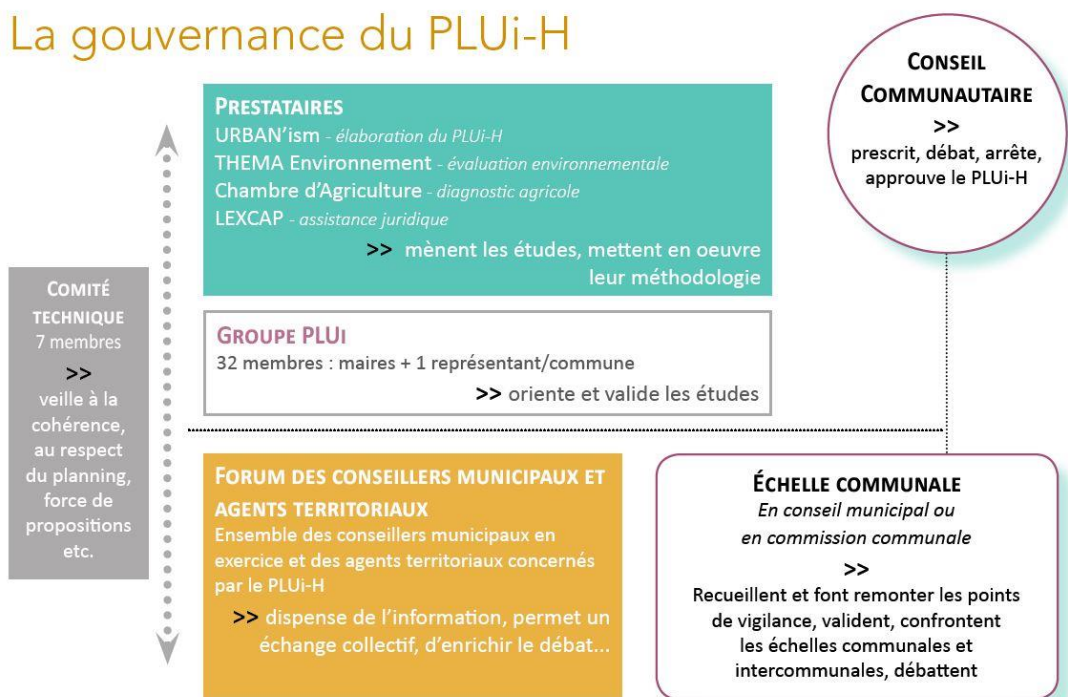 La gouvernance du PLUi-H
CONSEIL
COMMUNAUTAIRE
>>
prescrit, débat, arrête,
approuve le PLUi-H
PRESTATAIRES
URBAN'ism - élaboration du PLUi-H
THEMA Environnement - évaluation environnementale
Chambre d'Agriculture - diagnostic agricole
LEXCAP - assistance juridique
>> mènent les études, mettent en oeuvre
leur méthodologie
COMITÉ
TECHNIQUE
7 membres
>>
veille à la
cohérence,
au respect
du planning,
force de
propositions
etc.
GROUPE PLUI
32 membres : maires + 1 représentant/commune
>> oriente et valide les études
FORUM DES CONSEILLERS MUNICIPAUX ET
AGENTS TERRITORIAUX
Ensemble des conseillers municipaux en
exercice et des agents territoriaux concernés
par le PLUi-H
>> dispense de l'information, permet un
échange collectif, d'enrichir le débat...
ÉCHELLE COMMUNALE
En conseil municipal ou
en commission communale
>>
Recueillent et font remonter les points
de vigilance, valident, confrontent
les échelles communales et
intercommunales, débattent